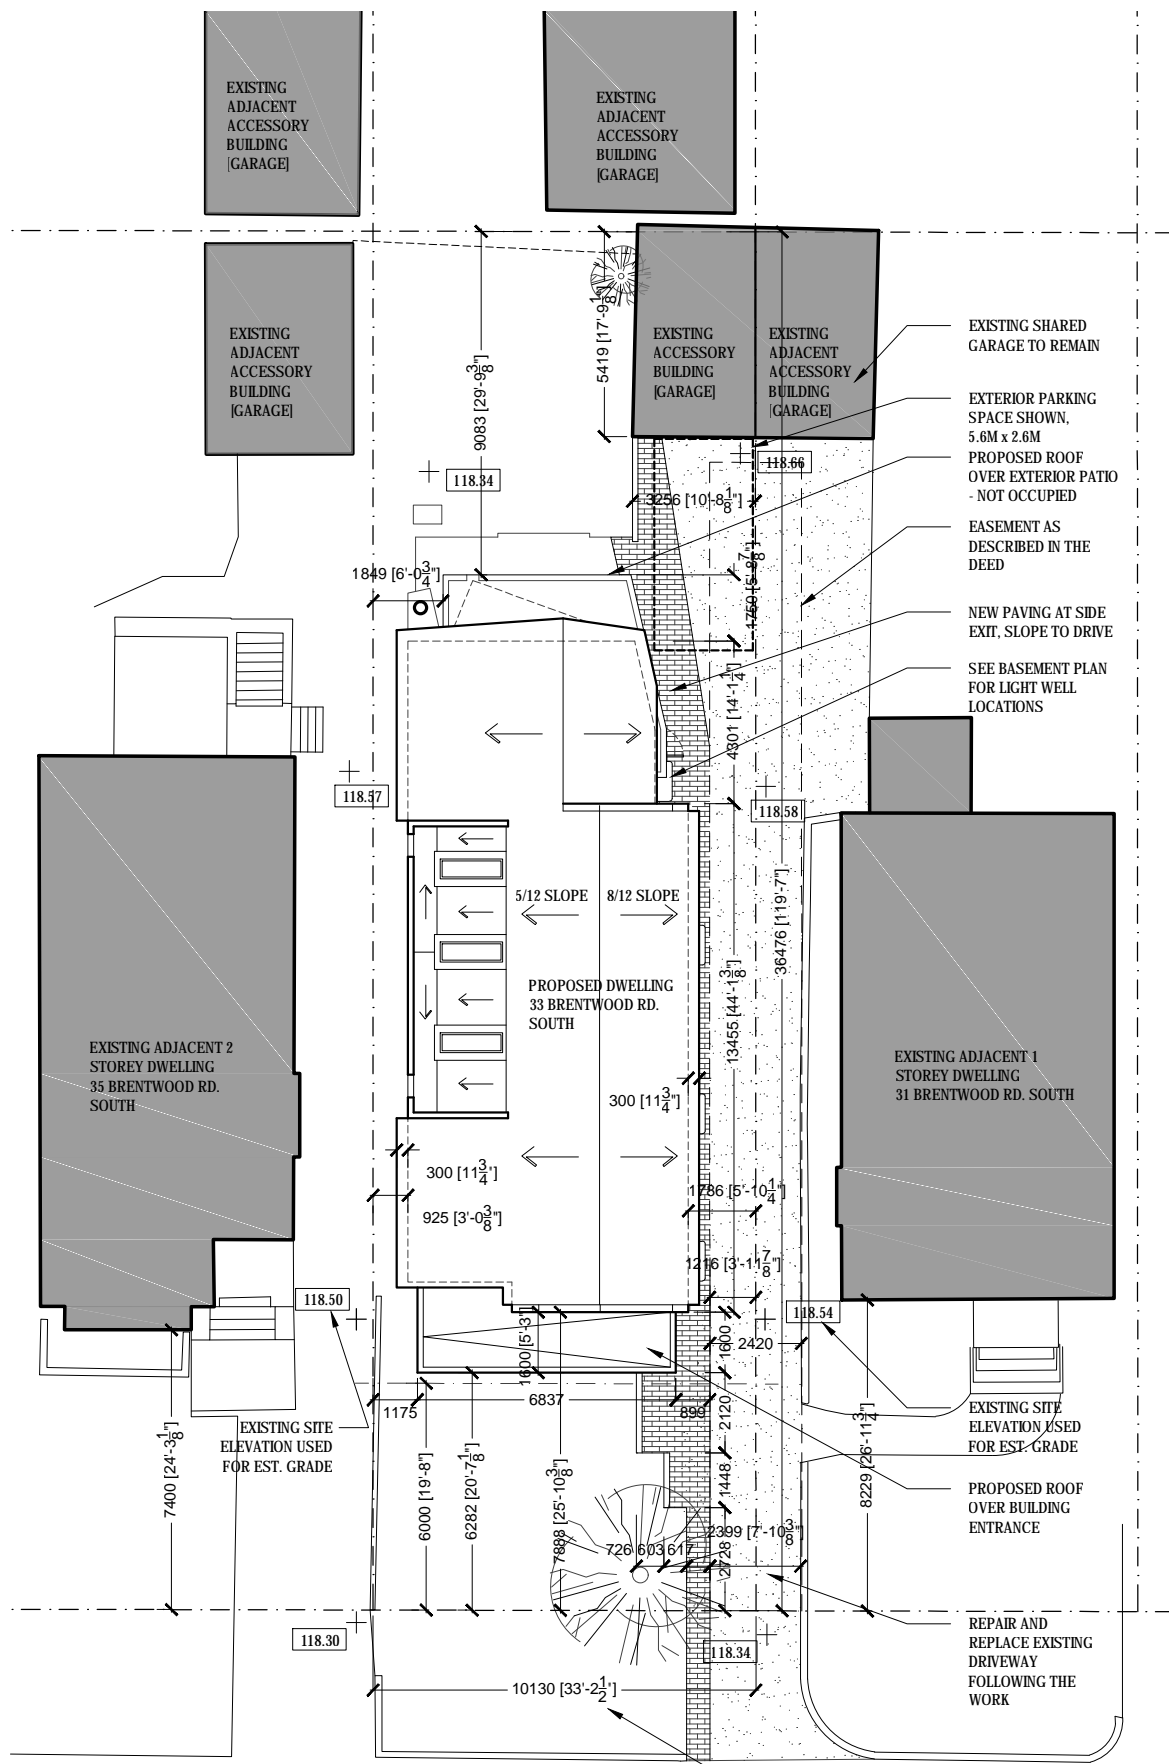 EXISTING
ADJACENT
ACCESSORY
BUILDING
[GARAGE]
EXISTING
ADJACENT
ACCESSORY
BUILDING
[GARAGE]
EXISTING
ADJACENT
ACCESSORY
BUILDING
[GARAGE]
EXISTING
ACCESSORY
BUILDING
[GARAGE]
EXISTING
ADJACENT
ACCESSORY
BUILDING
[GARAGE]
EXISTING SHARED
GARAGE TO REMAIN
EXTERIOR PARKING
SPACE SHOWN,
5.6M x 2.6M
PROPOSED ROOF
OVER EXTERIOR PATIO
- NOT OCCUPIED
EASEMENT AS
DESCRIBED IN THE
DEED
NEW PAVING AT SIDE
EXIT, SLOPE TO DRIVE
SEE BASEMENT PLAN
FOR LIGHT WELL
LOCATIONS
9083 [29'-9 3/8"]
5419 [17'-9 1/8"]
118.34
118.66
3256 [10'-8 1/8"]
1849 [6'-0 3/4"]
1750 [5'-8 7/8"]
4301 [14'-1 1/4"]
118.57
118.58
36476 [119'-7"]
5/12 SLOPE
8/12 SLOPE
PROPOSED DWELLING
33 BRENTWOOD RD.
SOUTH
13455 [44'-1 3/8"]
EXISTING ADJACENT 2
STOREY DWELLING
35 BRENTWOOD RD.
SOUTH
EXISTING ADJACENT 1
STOREY DWELLING
31 BRENTWOOD RD. SOUTH
300 [11 3/4"]
300 [11 3/4"]
925 [3'-0 3/8"]
1786 [5'-10 1/4"]
1216 [3'-11 7/8"]
118.50
118.54
1600 [5'-3"]
1600
2420
6837
1175
899
2120
EXISTING SITE
ELEVATION USED
FOR EST. GRADE
EXISTING SITE
ELEVATION USED
FOR EST. GRADE
7400 [24'-3 1/8"]
6000 [19'-8"]
6282 [20'-7 1/8"]
7888 [25'-10 3/8"]
1448
8229 [26'-11 3/4"]
PROPOSED ROOF
OVER BUILDING
ENTRANCE
2399 [7'-10 3/8"]
726
603
617
2728
118.30
118.34
REPAIR AND
REPLACE EXISTING
DRIVEWAY
FOLLOWING THE
WORK
10130 [33'-2 1/2"]